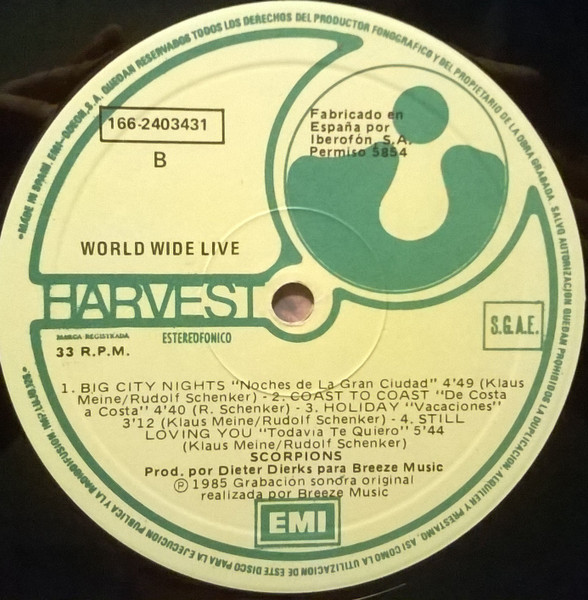 •MADE IN SPAIN. EMI-ODEON, S.A. QUEDAN RESERVADOS TODOS LOS DERECHOS DEL PRODUCTOR FONOGRAFICO Y DEL PROPIETARIO DE LA OBRA GRABADA. SALVO AUTORIZACION QUEDAN PROHIBIDOS LA DUPLICACION, ALQUILER Y PRESTAMO, ASI COMO LA UTILIZACION DE ESTE DISCO PARA LA EJECUCION PUBLICA Y LA RADIODIFUSION
166-2403431
B
Fabricado en
España por
Iberofón, S.A.
Permiso 5854
WORLD WIDE LIVE
HARVEST
MARCA REGISTRADA
ESTEREOFONICO
33 R.P.M.
S.G.A.E.
1. BIG CITY NIGHTS "Noches de La Gran Ciudad" 4'49 (Klaus
Meine/Rudolf Schenker) - 2. COAST TO COAST "De Costa
a Costa" 4'40 (R. Schenker) - 3. HOLIDAY "Vacaciones"
3'12 (Klaus Meine/Rudolf Schenker) - 4. STILL
LOVING YOU "Todavia Te Quiero" 5'44
(Klaus Meine/Rudolf Schenker)
SCORPIONS
Prod. por Dieter Dierks para Breeze Music
Ⓟ 1985 Grabación sonora original
realizada por Breeze Music
EMI